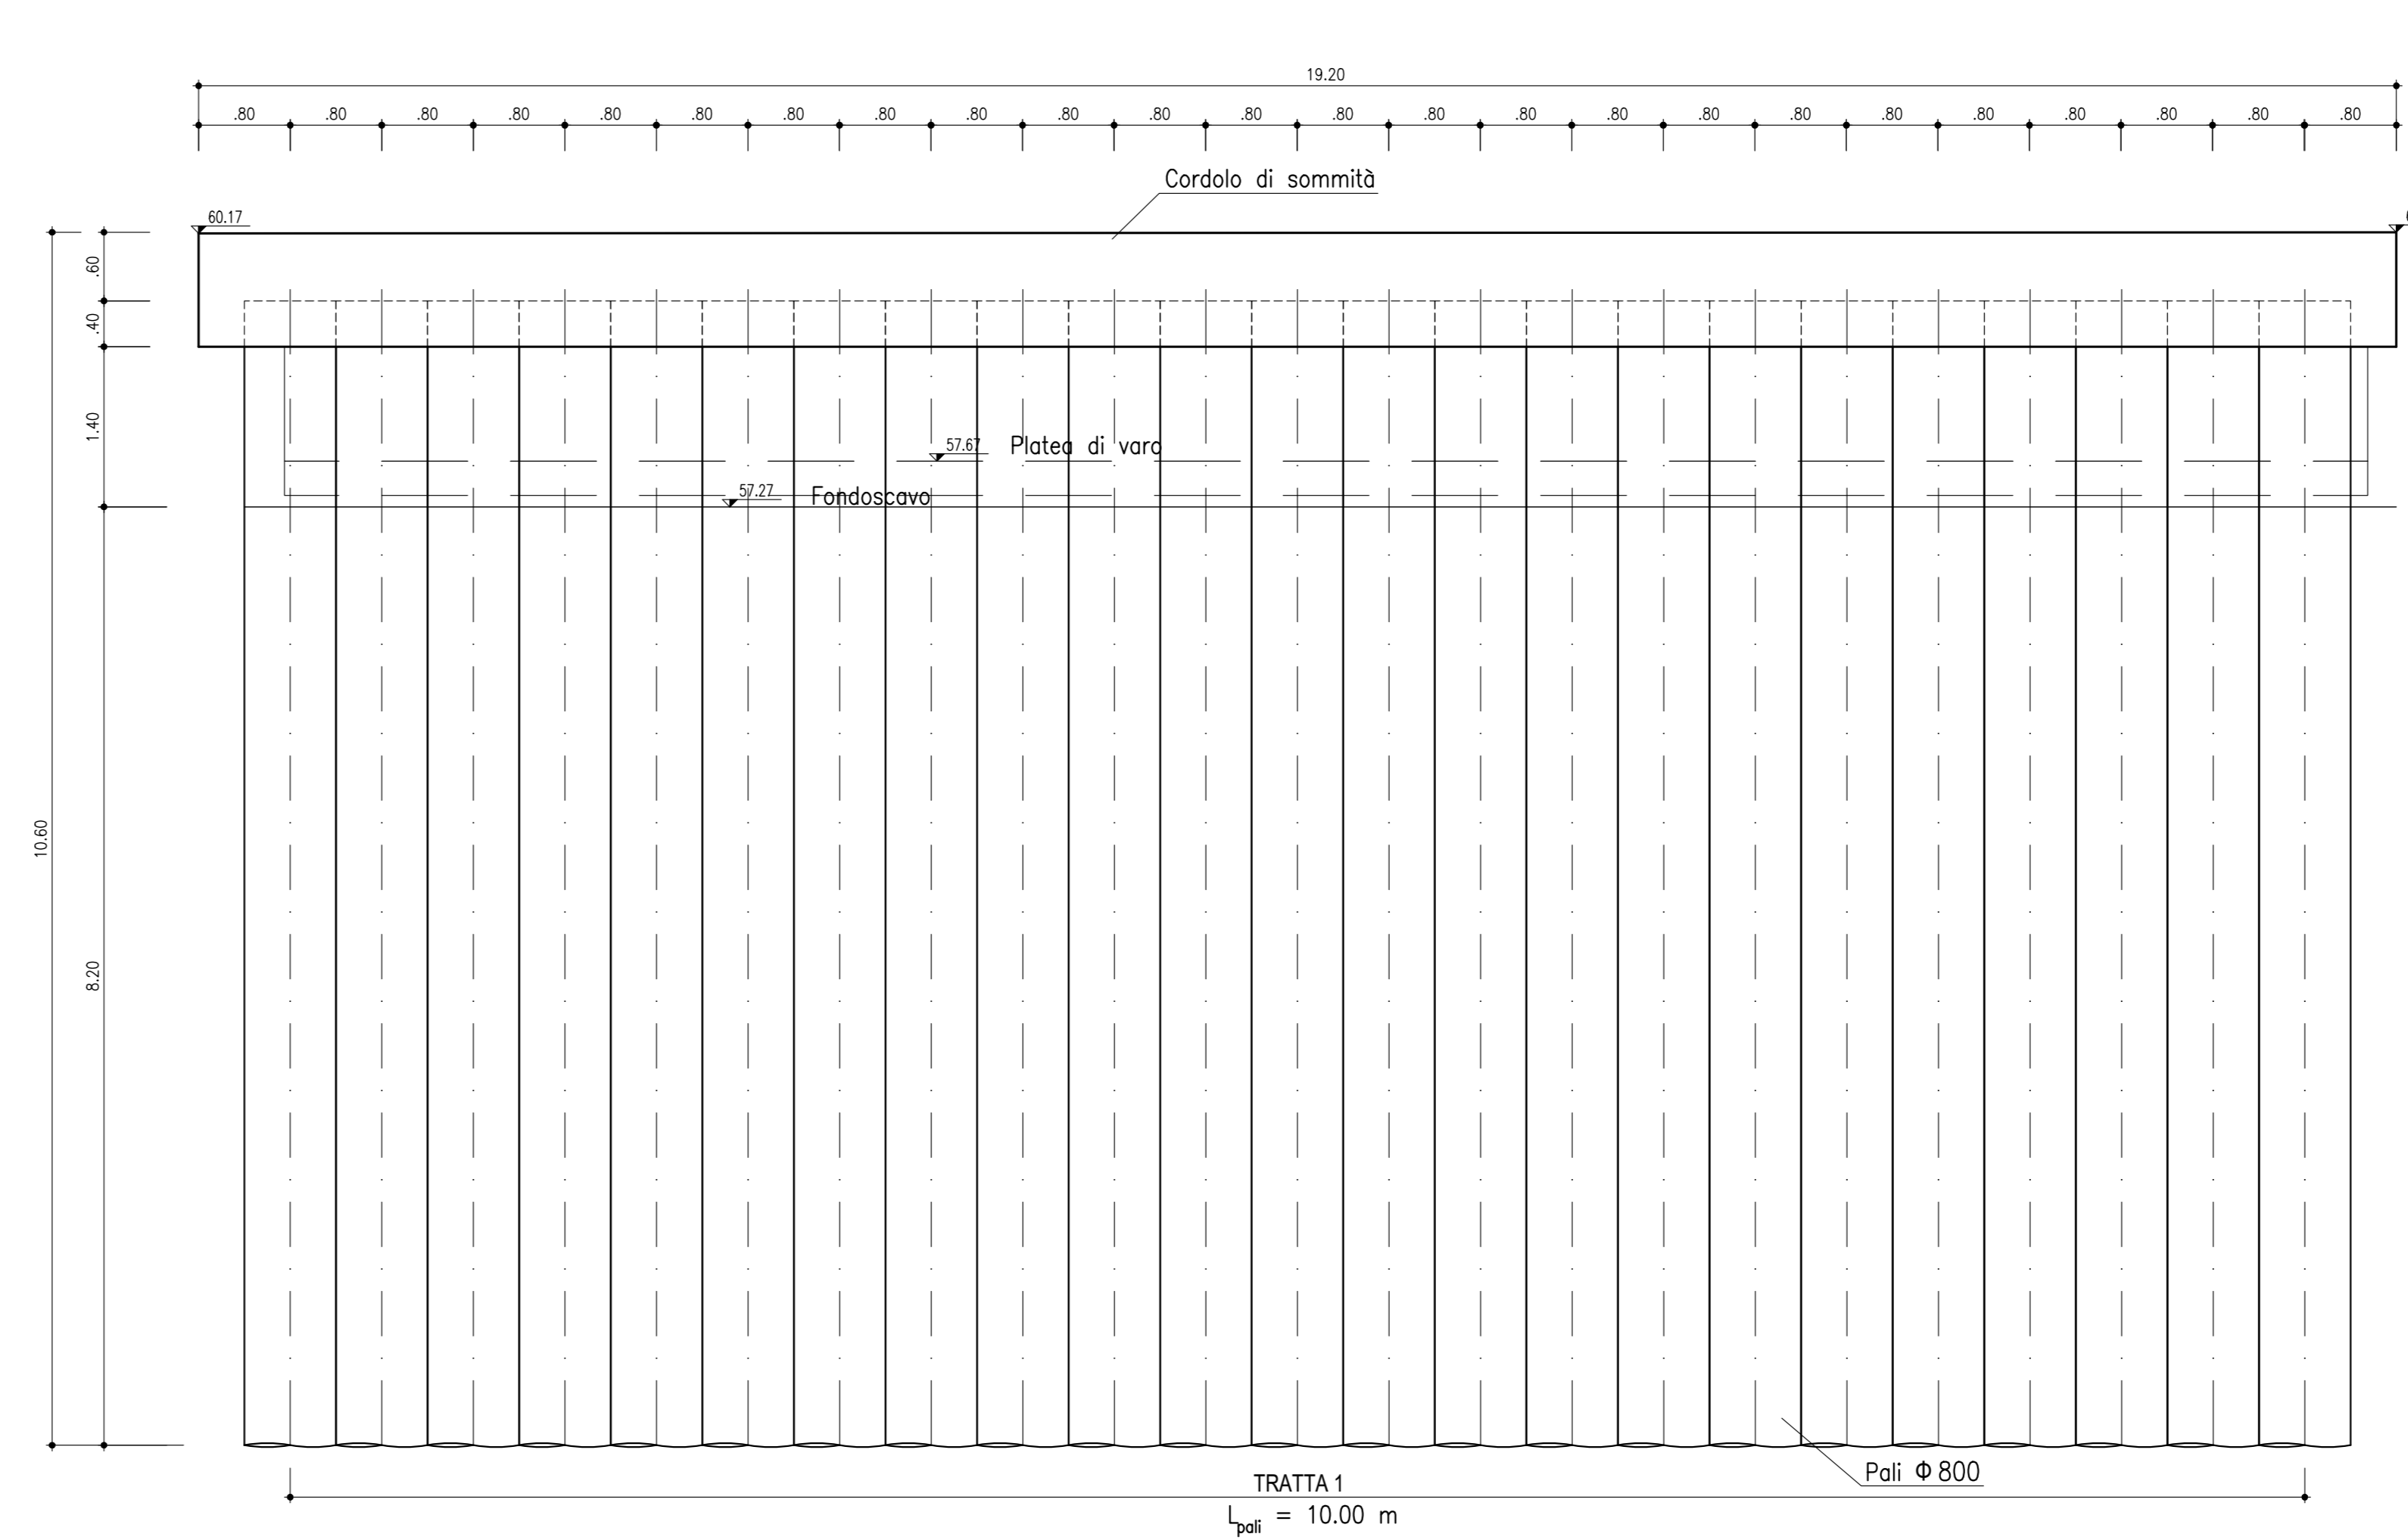 19.20
.80 .80 .80 .80 .80 .80 .80 .80 .80 .80 .80 .80 .80 .80 .80 .80 .80 .80 .80 .80 .80 .80 .80 .80
Cordolo di sommità
60.17
.60
.40
1.40
57.67 Platea di varo
57.27 Fondoscavo
10.60
8.20
Pali Φ 800
TRATTA 1
Lpali = 10.00 m